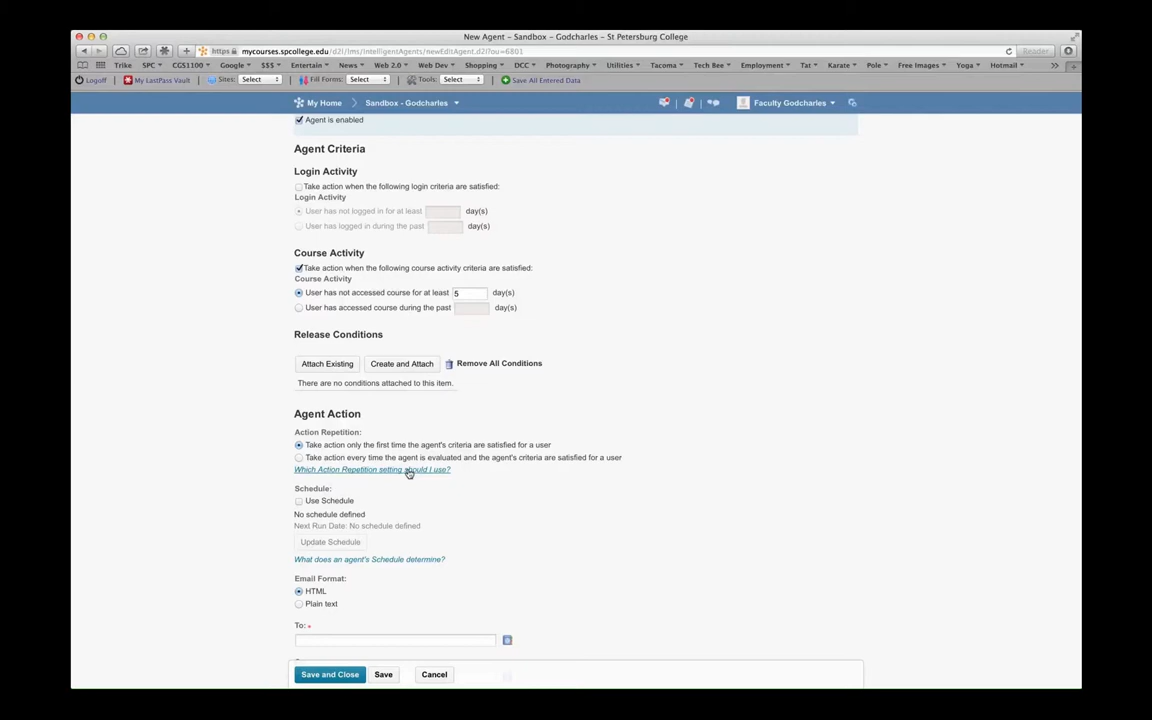 New Agent - Sandbox - Godcharles - St Petersburg College
https mycourses.spcollege.edu/d2l/lms/IntelligentAgents/newEditAgent.d2l?ou=6801 Reader
Apple SPC CGS1100 Google $$$ Entertain News Web 2.0 Web Dev Shopping DCC Photography Utilities Tacoma Tech Bee Employment Tat Karate Pole Free Images Yoga Hotmail
Logoff My LastPass Vault Sites: Select Fill Forms: Select Tools: Select Save All Entered Data
My Home Sandbox - Godcharles Faculty Godcharles
Agent is enabled
Agent Criteria
Login Activity
Take action when the following login criteria are satisfied:
Login Activity
User has not logged in for at least day(s)
User has logged in during the past day(s)
Course Activity
Take action when the following course activity criteria are satisfied:
Course Activity
User has not accessed course for at least 5 day(s)
User has accessed course during the past day(s)
Release Conditions
Attach Existing Create and Attach Remove All Conditions
There are no conditions attached to this item.
Agent Action
Action Repetition:
Take action only the first time the agent's criteria are satisfied for a user
Take action every time the agent is evaluated and the agent's criteria are satisfied for a user
Which Action Repetition setting should I use?
Schedule:
Use Schedule
No schedule defined
Next Run Date: No schedule defined
Update Schedule
What does an agent's Schedule determine?
Email Format:
HTML
Plain text
To: *
Save and Close Save Cancel